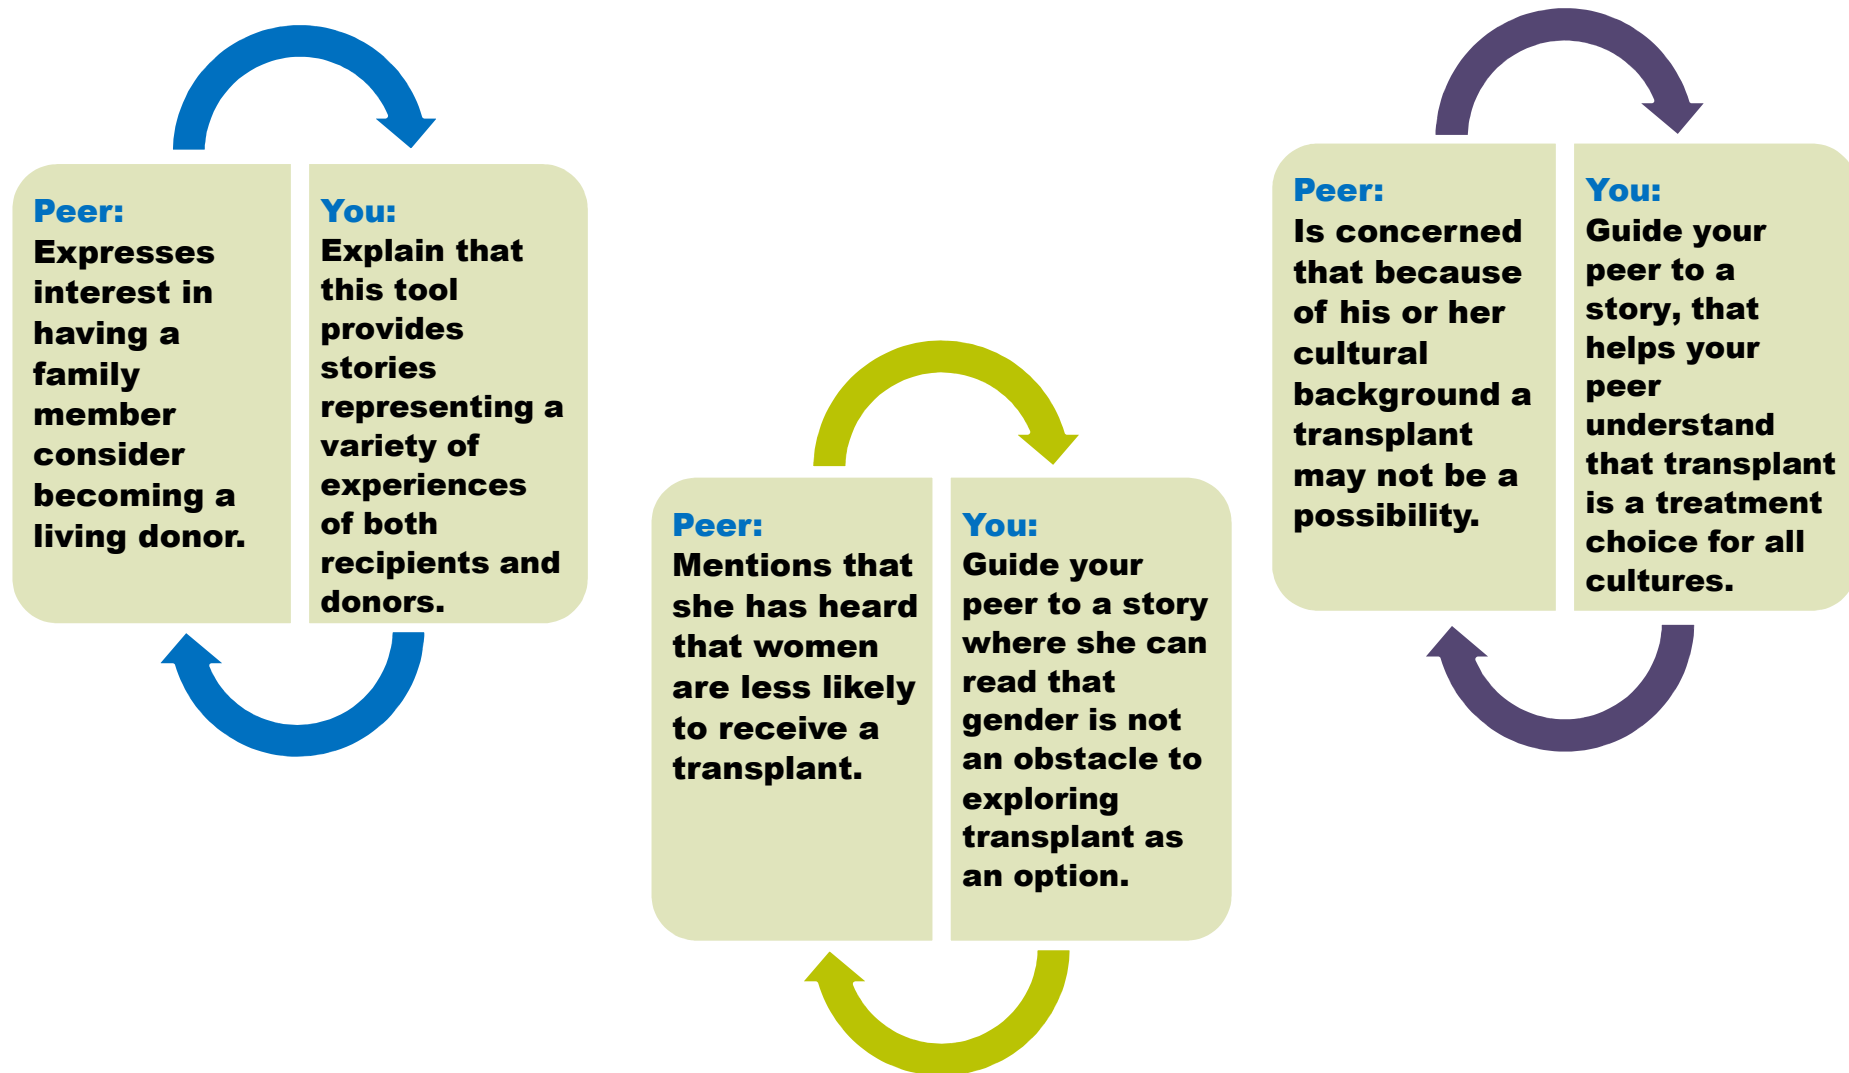 Peer:
Expresses
interest in
having a
family
member
consider
becoming a
living donor.
You:
Explain that
this tool
provides
stories
representing a
variety of
experiences
of both
recipients and
donors.
Peer:
Mentions that
she has heard
that women
are less likely
to receive a
transplant.
You:
Guide your
peer to a story
where she can
read that
gender is not
an obstacle to
exploring
transplant as
an option.
Peer:
Is concerned
that because
of his or her
cultural
background a
transplant
may not be a
possibility.
You:
Guide your
peer to a
story, that
helps your
peer
understand
that transplant
is a treatment
choice for all
cultures.